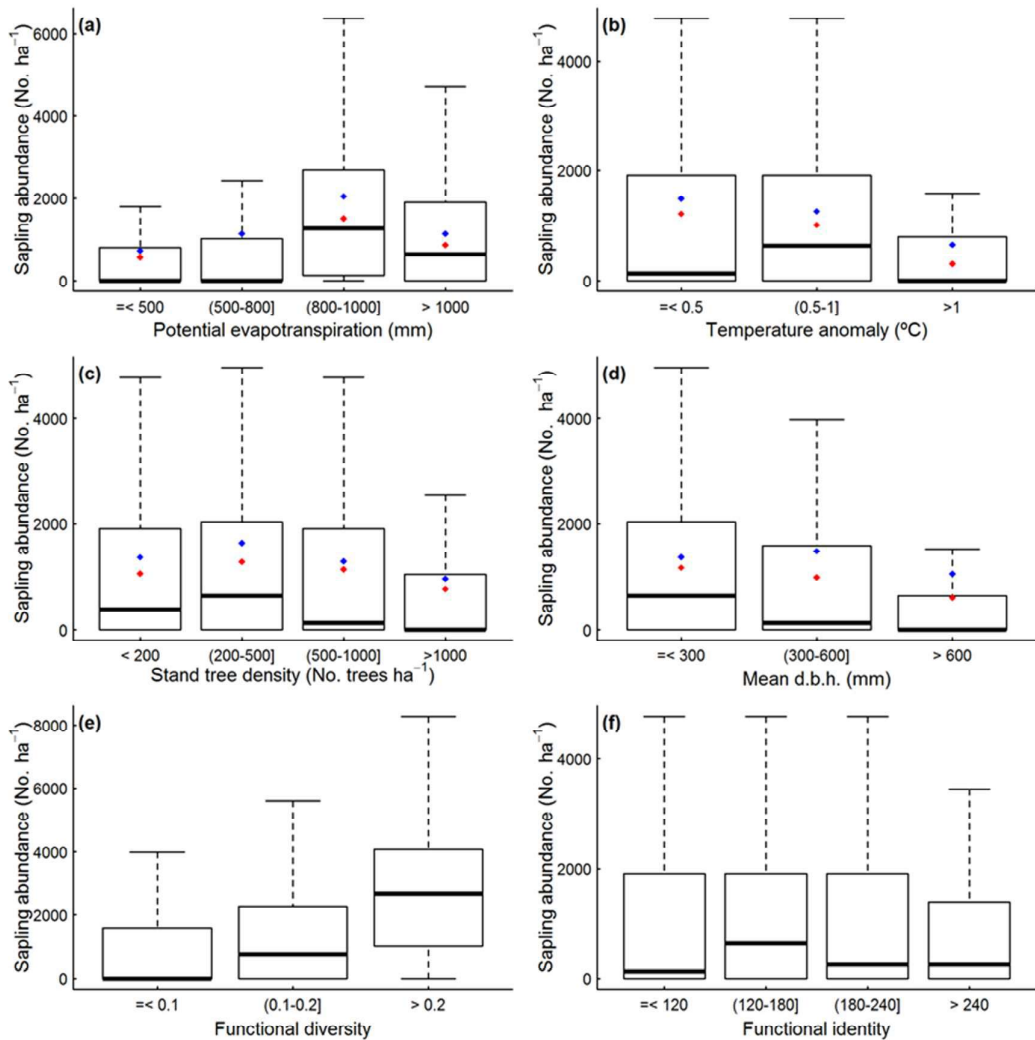 (a)
Sapling abundance (No. ha⁻¹)
6000
4000
2000
0
=< 500 (500-800] (800-1000] > 1000
Potential evapotranspiration (mm)
(b)
Sapling abundance (No. ha⁻¹)
4000
2000
0
=< 0.5 (0.5-1] >1
Temperature anomaly (ºC)
(c)
Sapling abundance (No. ha⁻¹)
4000
2000
0
< 200 (200-500] (500-1000] >1000
Stand tree density (No. trees ha⁻¹)
(d)
Sapling abundance (No. ha⁻¹)
4000
2000
0
=< 300 (300-600] > 600
Mean d.b.h. (mm)
(e)
Sapling abundance (No. ha⁻¹)
8000
6000
4000
2000
0
=< 0.1 (0.1-0.2] > 0.2
Functional diversity
(f)
Sapling abundance (No. ha⁻¹)
4000
2000
0
=< 120 (120-180] (180-240] > 240
Functional identity